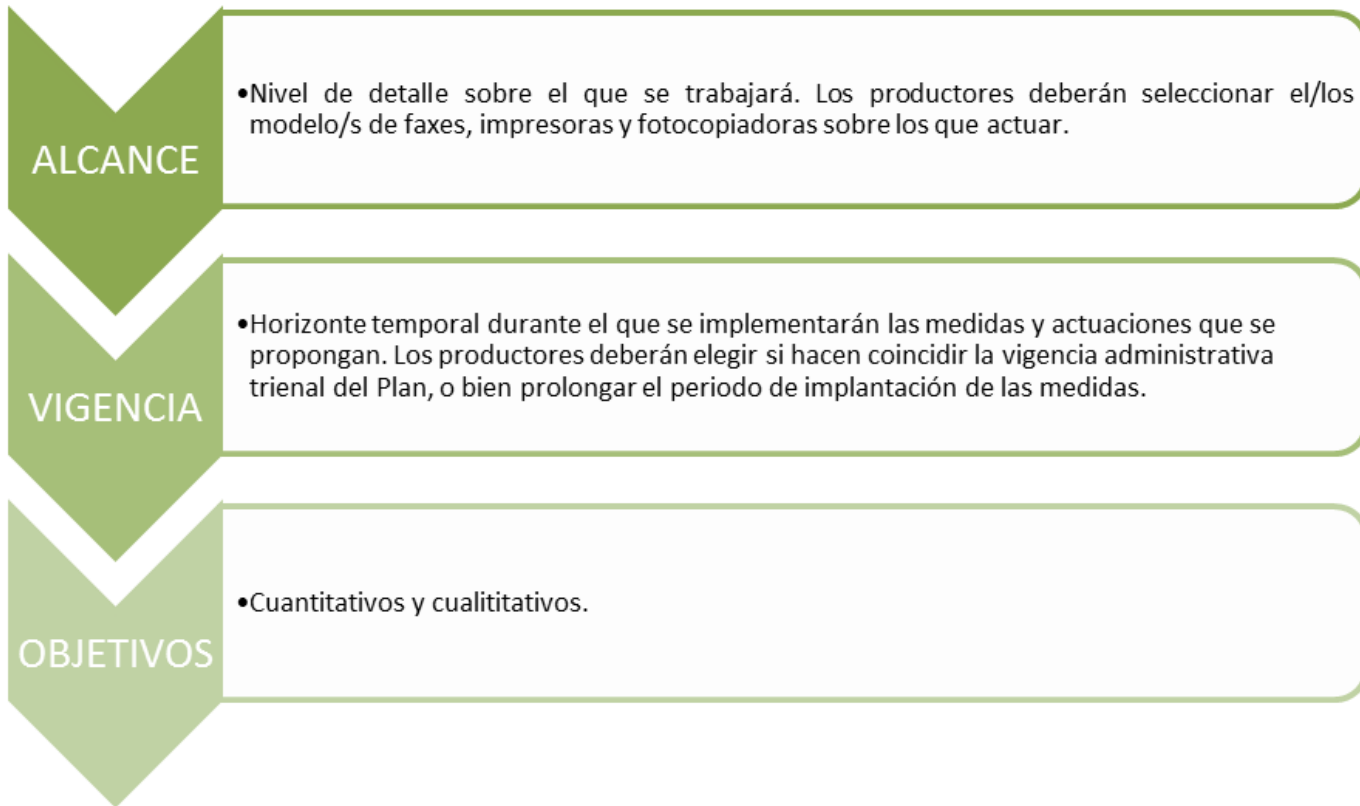 ALCANCE
•Nivel de detalle sobre el que se trabajará. Los productores deberán seleccionar el/los
modelo/s de faxes, impresoras y fotocopiadoras sobre los que actuar.
VIGENCIA
•Horizonte temporal durante el que se implementarán las medidas y actuaciones que se
propongan. Los productores deberán elegir si hacen coincidir la vigencia administrativa
trienal del Plan, o bien prolongar el periodo de implantación de las medidas.
OBJETIVOS
•Cuantitativos y cualititativos.